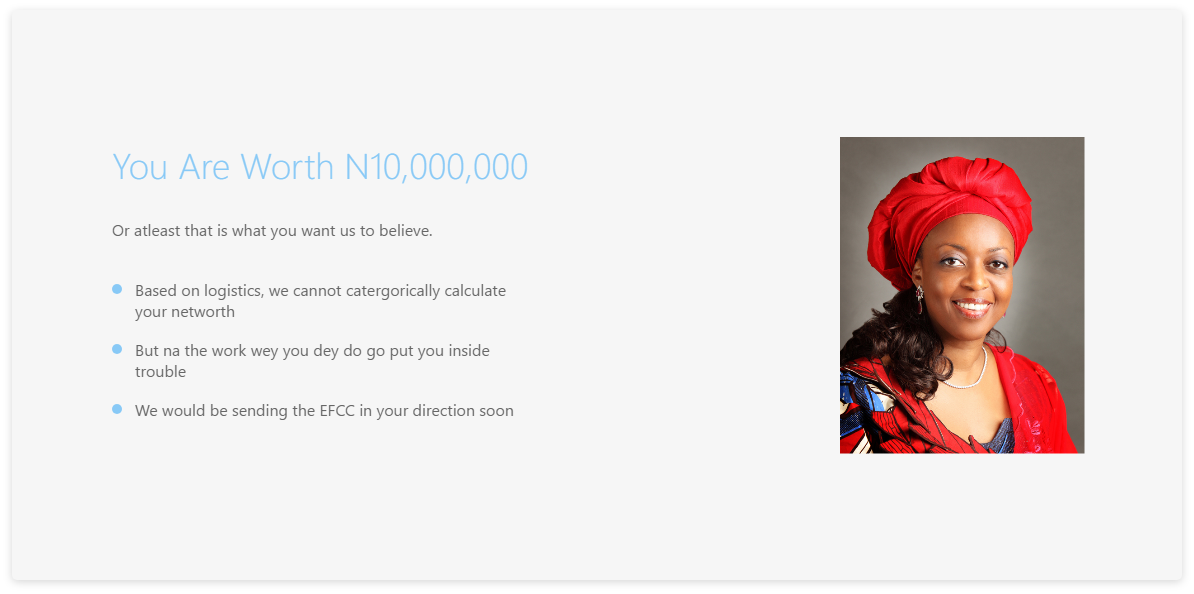 You Are Worth N10,000,000
Or atleast that is what you want us to believe.
Based on logistics, we cannot catergorically calculate
your networth
But na the work wey you dey do go put you inside
trouble
We would be sending the EFCC in your direction soon